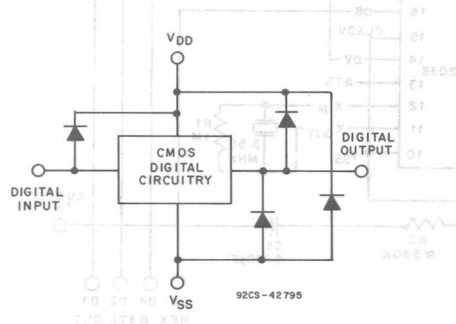 VDD
CMOS
DIGITAL
CIRCUITRY
DIGITAL
OUTPUT
DIGITAL
INPUT
VSS
92CS-42795